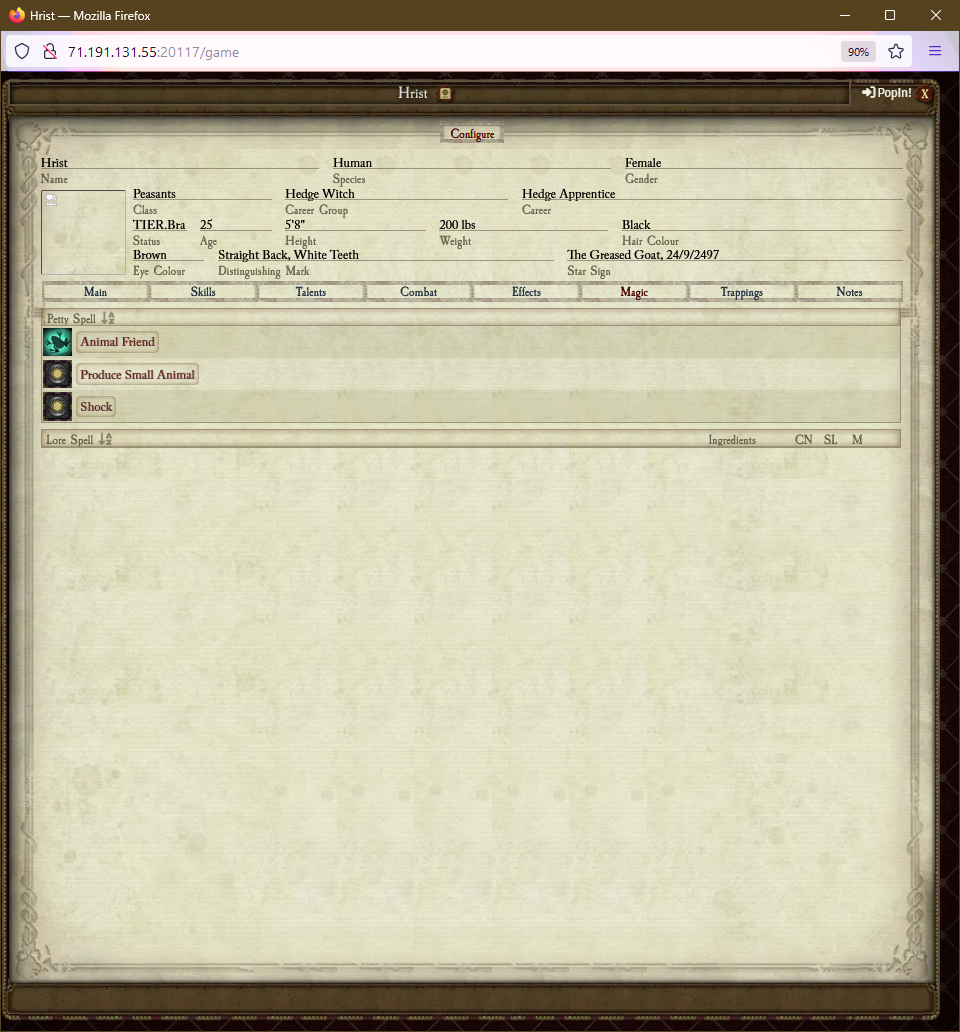 Hrist — Mozilla Firefox
71.191.131.55:20117/game 90%
Hrist PopIn! X
Configure
Hrist Human Female
Name Species Gender
Peasants Hedge Witch Hedge Apprentice
Class Career Group Career
TIER.Bra 25 5'8" 200 lbs Black
Status Age Height Weight Hair Colour
Brown Straight Back, White Teeth The Greased Goat, 24/9/2497
Eye Colour Distinguishing Mark Star Sign
Main Skills Talents Combat Effects Magic Trappings Notes
Petty Spell
Animal Friend
Produce Small Animal
Shock
Lore Spell Ingredients CN SL M